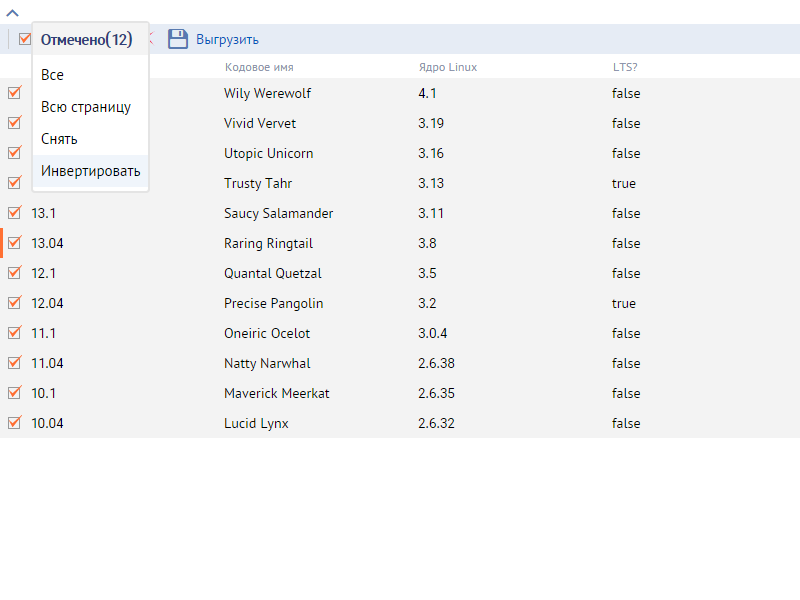 Отмечено(12) Выгрузить
Кодовое имя Ядро Linux LTS?
Все
Wily Werewolf 4.1 false
Всю страницу
Vivid Vervet 3.19 false
Снять
Utopic Unicorn 3.16 false
Инвертировать
Trusty Tahr 3.13 true
13.1 Saucy Salamander 3.11 false
13.04 Raring Ringtail 3.8 false
12.1 Quantal Quetzal 3.5 false
12.04 Precise Pangolin 3.2 true
11.1 Oneiric Ocelot 3.0.4 false
11.04 Natty Narwhal 2.6.38 false
10.1 Maverick Meerkat 2.6.35 false
10.04 Lucid Lynx 2.6.32 false